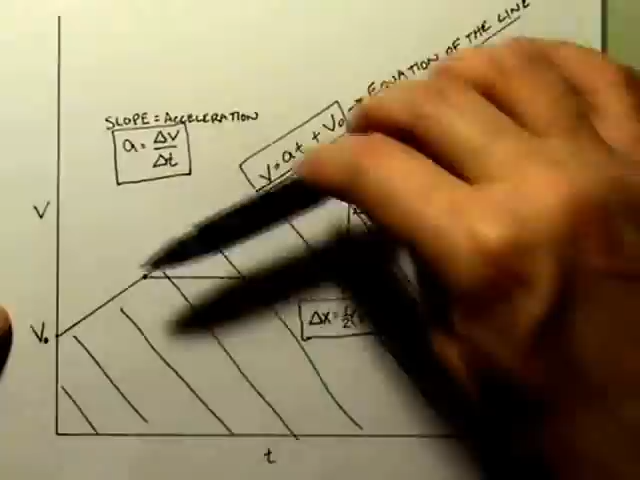 EQUATION OF THE LINE
SLOPE = ACCELERATION
a = ΔV/Δt
V = at + V₀
V
V₀
Δx = ½(
t